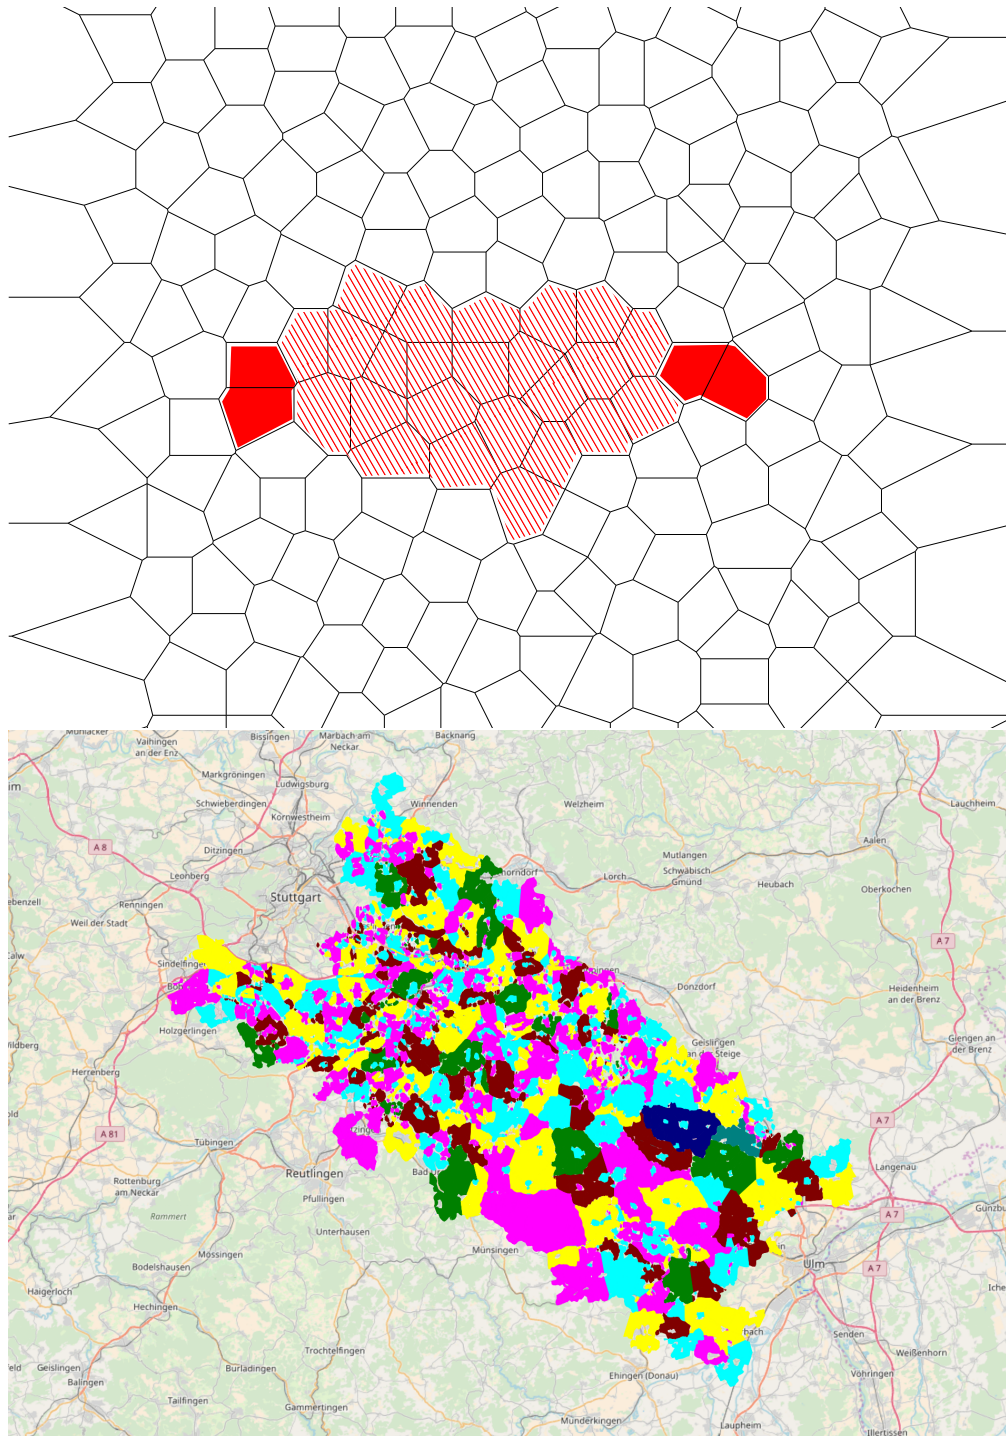 Vaihingen
an der Enz
Bissingen
Marbach am
Neckar
Backnang
Markgröningen
Ludwigsburg
Schwieberdingen
Kornwestheim
Winnenden
Welzheim
Lauchheim
A 8
Ditzingen
Leonberg
Aalen
Mutlangen
Schwäbisch
Gmund
Lorch
Heubach
Oberkochen
Stuttgart
Renningen
Weil der Stadt
A 7
Sindelfingen
Donzdorf
Heidenheim
an der Brenz
Holzgerlingen
Geislingen
an der Steige
Giengen an
der Brenz
Herrenberg
A 81
A 7
Tübingen
Reutlingen
Langenau
Rottenburg
am Neckar
Pfullingen
Rammert
A 7
Unterhausen
Mössingen
Münsingen
Bodelshausen
Ulm
A 7
Haigerloch
Hechingen
Trochtelfingen
Senden
Weißenhorn
Geislingen
Balingen
Burladingen
Ehingen (Donau)
Vöhringen
Tailfingen
Gammertingen
Munderkingen
Laupheim
Illertissen